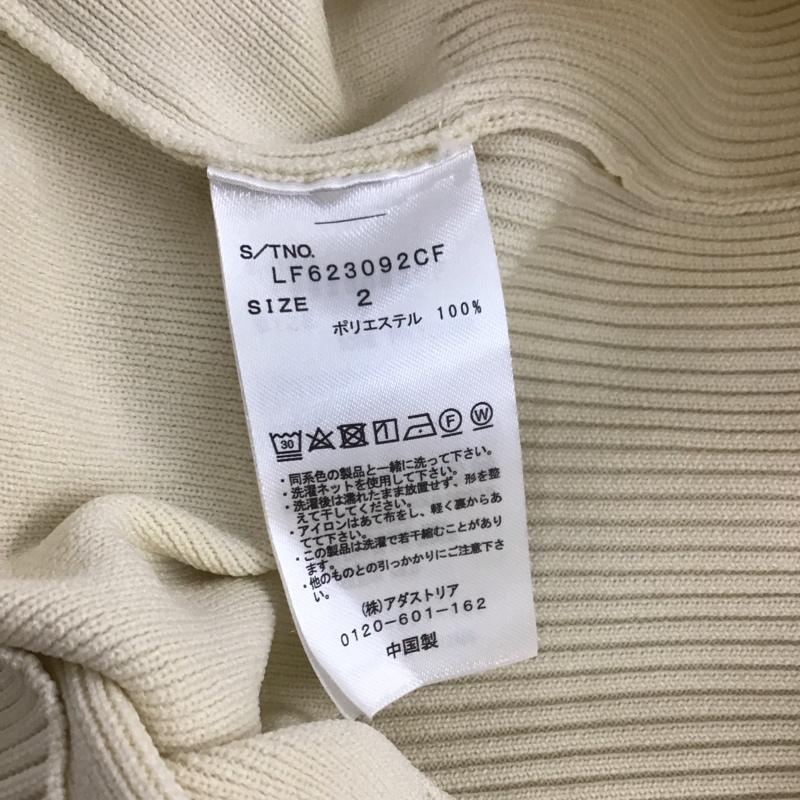 S/TNO.
LF623092CF
SIZE 2
ポリエステル 100%
30 F W
・同系色の製品と一緒に洗って下さい。
・洗濯ネットを使用して下さい。
・洗濯後は濡れたまま放置せず、形を整
えて干してください。
・アイロンはあて布をし、軽く裏からあ
てて下さい。
・この製品は洗濯で若干縮むことがあり
ます。
・他のものとの引っかかりにご注意下さ
い。
(株)アダストリア
0120-601-162
中国製